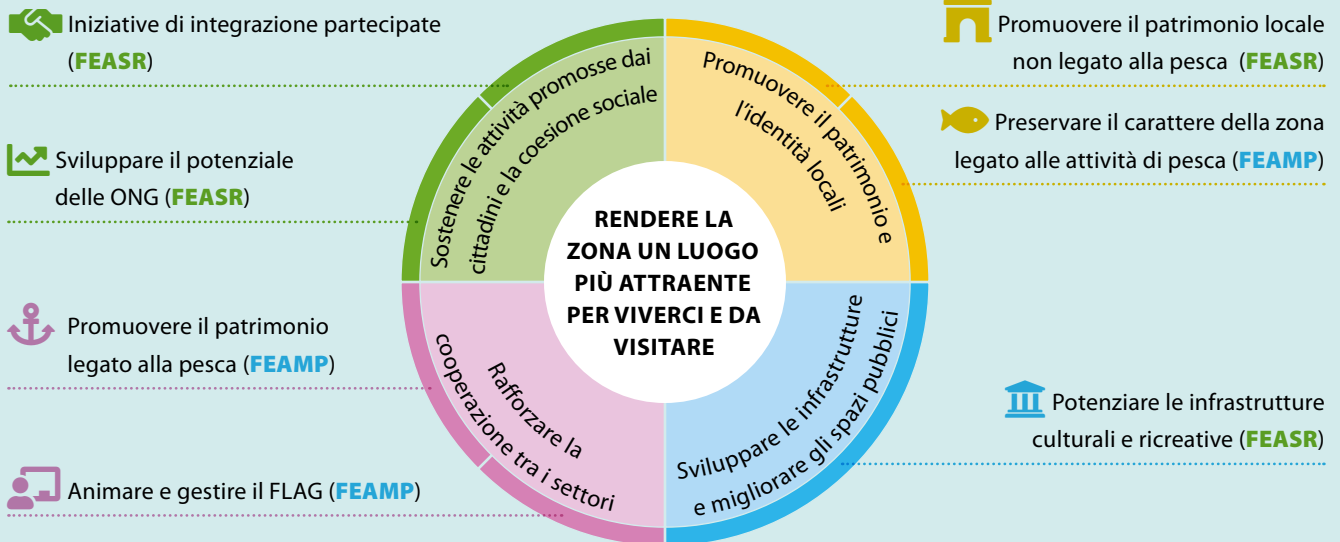 Iniziative di integrazione partecipate
(FEASR)
Sviluppare il potenziale
delle ONG (FEASR)
Promuovere il patrimonio
legato alla pesca (FEAMP)
Animare e gestire il FLAG (FEAMP)
Sostenere le attività promosse dai
cittadini e la coesione sociale
Promuovere il patrimonio e
l'identità locali
RENDERE LA
ZONA UN LUOGO
PIÙ ATTRAENTE
PER VIVERCI E DA
VISITARE
Rafforzare la
cooperazione tra i settori
Sviluppare le infrastrutture
e migliorare gli spazi pubblici
Promuovere il patrimonio locale
non legato alla pesca (FEASR)
Preservare il carattere della zona
legato alle attività di pesca (FEAMP)
Potenziare le infrastrutture
culturali e ricreative (FEASR)